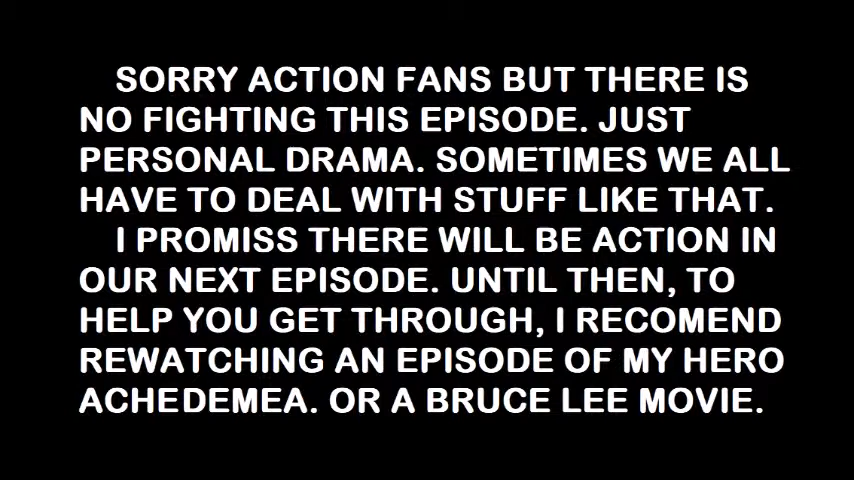 SORRY ACTION FANS BUT THERE IS
NO FIGHTING THIS EPISODE. JUST
PERSONAL DRAMA. SOMETIMES WE ALL
HAVE TO DEAL WITH STUFF LIKE THAT.
I PROMISS THERE WILL BE ACTION IN
OUR NEXT EPISODE. UNTIL THEN, TO
HELP YOU GET THROUGH, I RECOMEND
REWATCHING AN EPISODE OF MY HERO
ACHEDEMEA. OR A BRUCE LEE MOVIE.